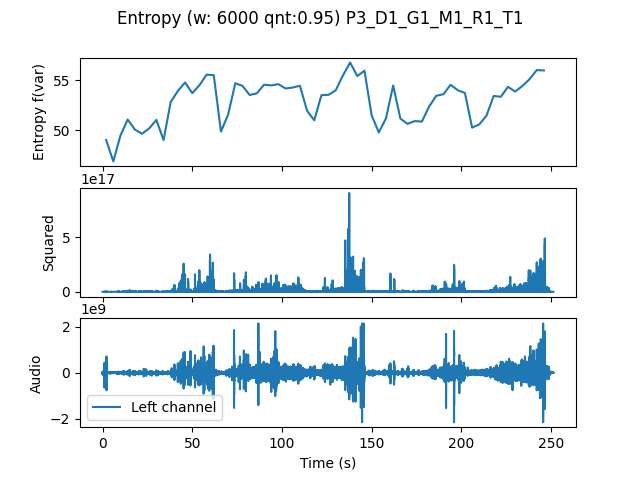 Entropy (w: 6000 qnt:0.95) P3_D1_G1_M1_R1_T1
Entropy f(var)
55
50
1e17
Squared
5
0
1e9
Audio
2
0
−2
Left channel
0
50
100
150
200
250
Time (s)